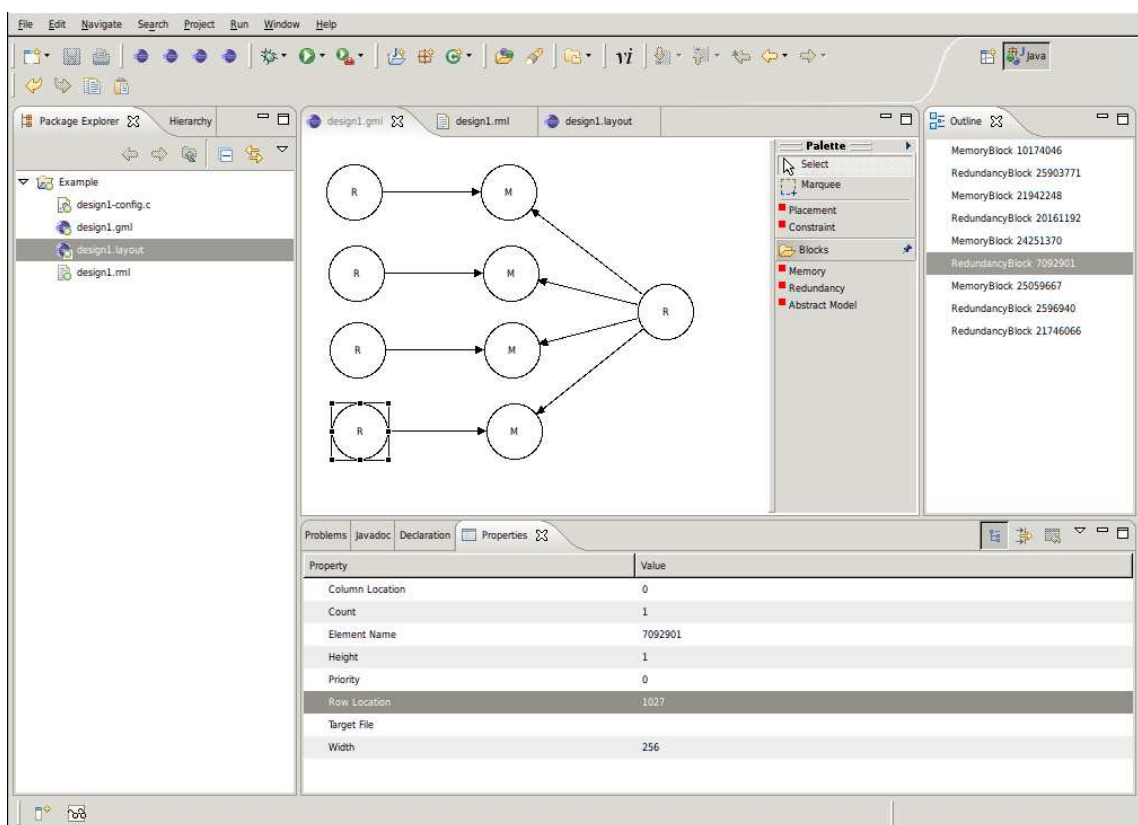 File Edit Navigate Search Project Run Window Help
vi
Java
Package Explorer
Hierarchy
Example
design1-config.c
design1.gml
design1.layout
design1.rml
design1.gml
design1.rml
design1.layout
R M
R M
R
R M
R M
Palette
Select
Marquee
Placement
Constraint
Blocks
Memory
Redundancy
Abstract Model
Outline
MemoryBlock 10174046
RedundancyBlock 25903771
MemoryBlock 21942248
RedundancyBlock 20161192
MemoryBlock 24251370
RedundancyBlock 7092901
MemoryBlock 25059667
RedundancyBlock 2596940
RedundancyBlock 21746066
Problems Javadoc Declaration Properties
Property Value
Column Location 0
Count 1
Element Name 7092901
Height 1
Priority 0
Row Location 1027
Target File
Width 256